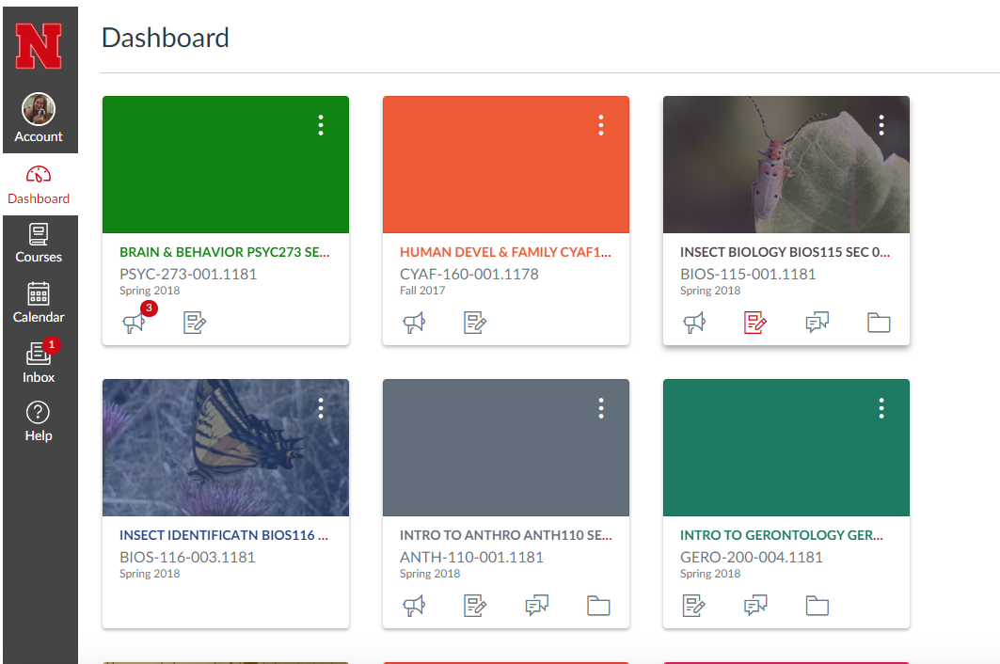 N
Dashboard
Account
Dashboard
Courses
Calendar
1
Inbox
?
Help
BRAIN & BEHAVIOR PSYC273 SE...
PSYC-273-001.1181
Spring 2018
3
HUMAN DEVEL & FAMILY CYAF1...
CYAF-160-001.1178
Fall 2017
INSECT BIOLOGY BIOS115 SEC 0...
BIOS-115-001.1181
Spring 2018
INSECT IDENTIFICATN BIOS116 ...
BIOS-116-003.1181
Spring 2018
INTRO TO ANTHRO ANTH110 SE...
ANTH-110-001.1181
Spring 2018
INTRO TO GERONTOLOGY GER...
GERO-200-004.1181
Spring 2018